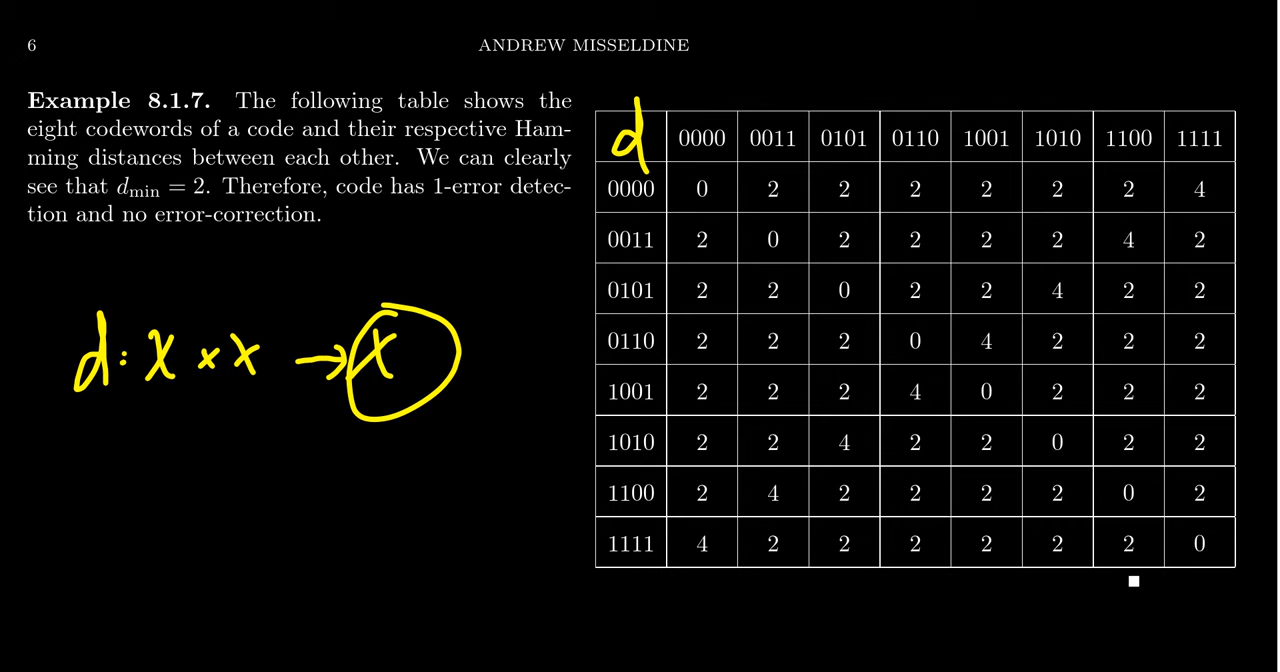 6 ANDREW MISSELDINE
Example 8.1.7. The following table shows the
eight codewords of a code and their respective Ham-
ming distances between each other. We can clearly
see that dmin = 2. Therefore, code has 1-error detec-
tion and no error-correction.
d: X × X → X
d 0000 0011 0101 0110 1001 1010 1100 1111
0000 0 2 2 2 2 2 2 4
0011 2 0 2 2 2 2 4 2
0101 2 2 0 2 2 4 2 2
0110 2 2 2 0 4 2 2 2
1001 2 2 2 4 0 2 2 2
1010 2 2 4 2 2 0 2 2
1100 2 4 2 2 2 2 0 2
1111 4 2 2 2 2 2 2 0